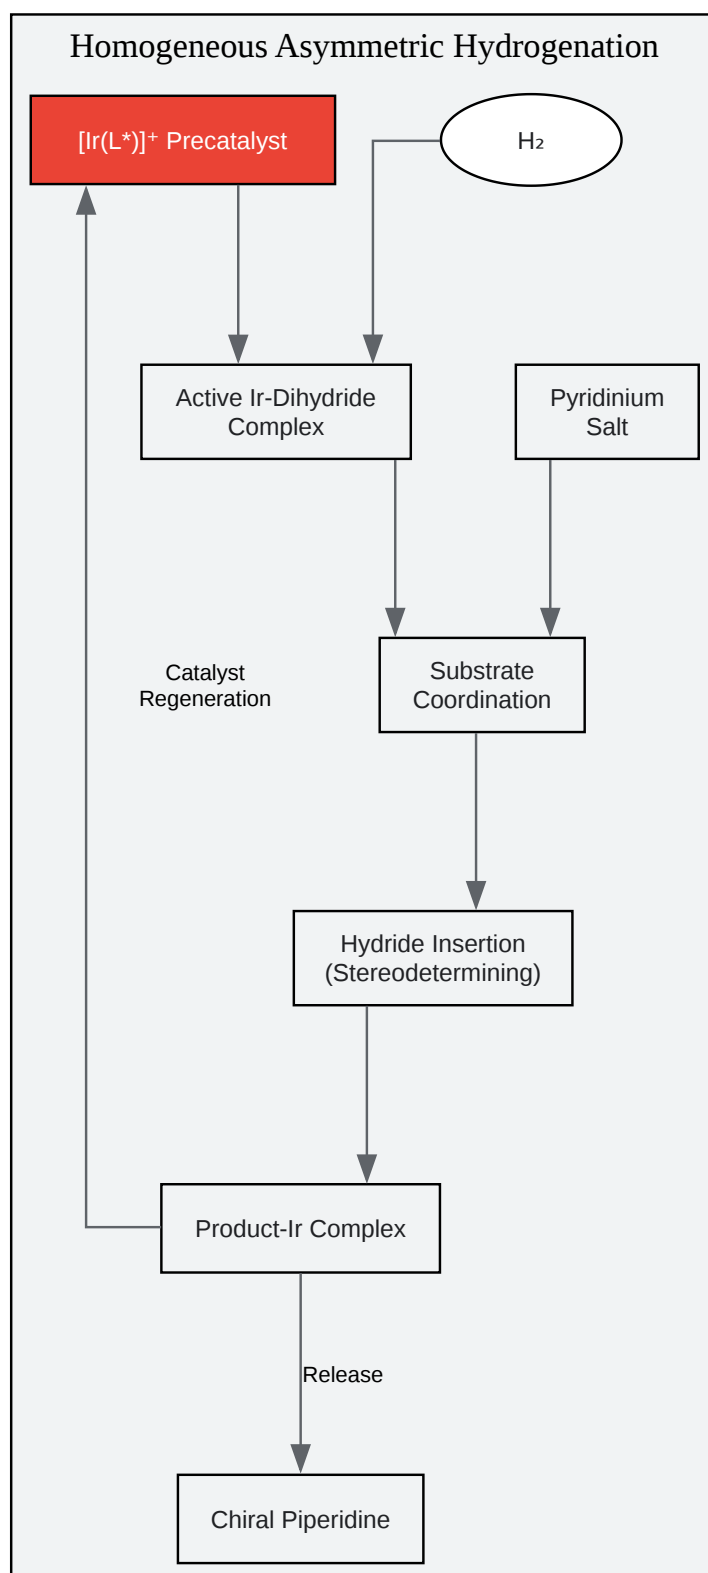 Homogeneous Asymmetric Hydrogenation
[Ir(L*)]⁺ Precatalyst
H₂
Active Ir-Dihydride
Complex
Pyridinium
Salt
Substrate
Coordination
Catalyst
Regeneration
Hydride Insertion
(Stereodetermining)
Product-Ir Complex
Release
Chiral Piperidine